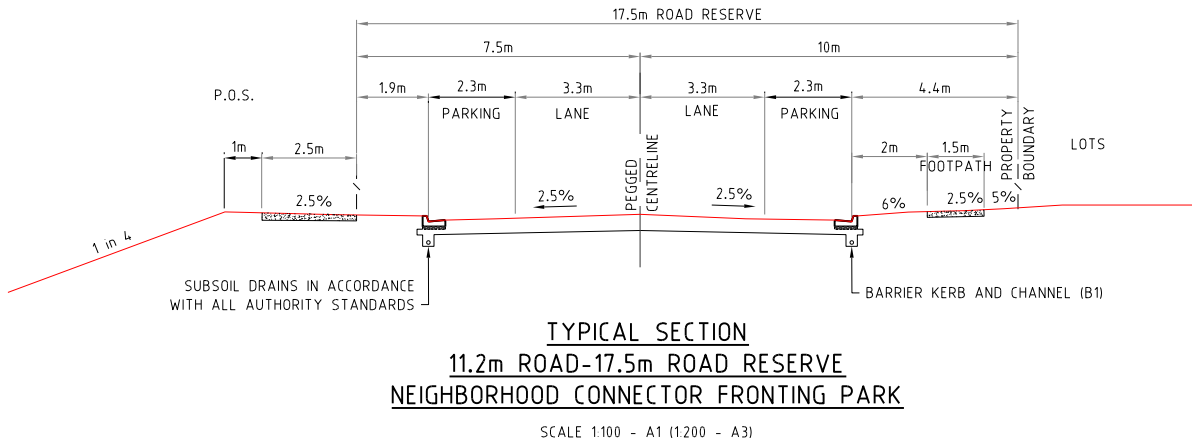 17.5m ROAD RESERVE
7.5m
10m
P.O.S.
1.9m
2.3m
PARKING
3.3m
LANE
3.3m
LANE
2.3m
PARKING
4.4m
1m
2.5m
2.5%
PEGGED
CENTRELINE
2.5%
2.5%
2m
1.5m
FOOTPATH
PROPERTY
BOUNDARY
LOTS
6%
2.5%
5%
1 in 4
SUBSOIL DRAINS IN ACCORDANCE
WITH ALL AUTHORITY STANDARDS
BARRIER KERB AND CHANNEL (B1)
TYPICAL SECTION
11.2m ROAD-17.5m ROAD RESERVE
NEIGHBORHOOD CONNECTOR FRONTING PARK
SCALE 1:100 - A1 (1:200 - A3)